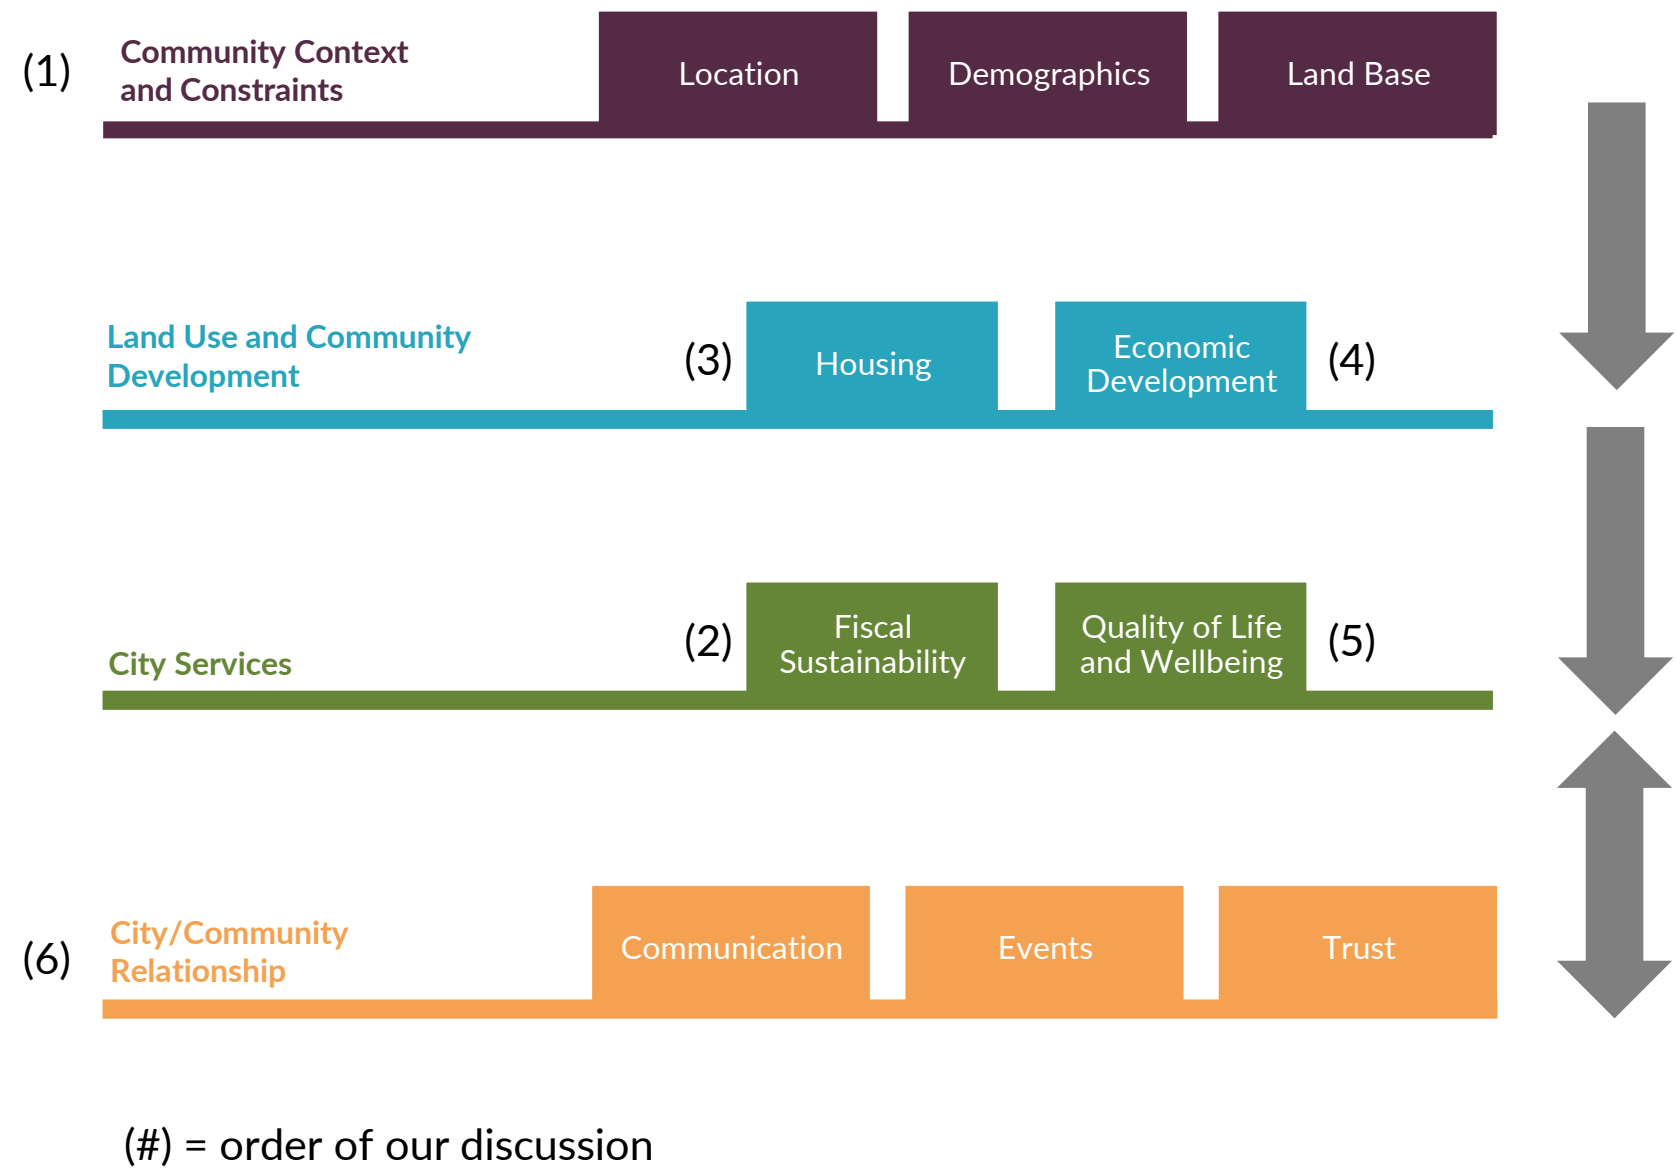 (1)
Community Context
and Constraints
Location
Demographics
Land Base
Land Use and Community
Development
(3)
Housing
Economic
Development
(4)
City Services
(2)
Fiscal
Sustainability
Quality of Life
and Wellbeing
(5)
(6)
City/Community
Relationship
Communication
Events
Trust
(#) = order of our discussion